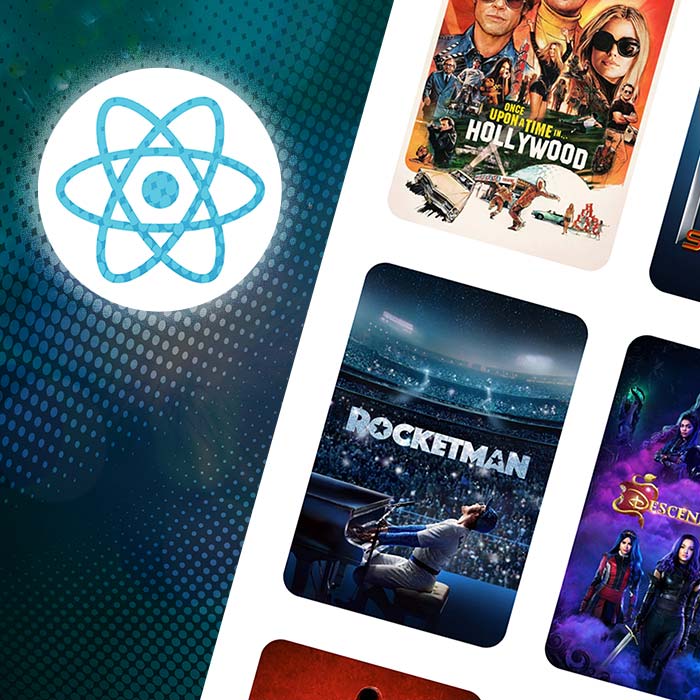 ONCE
UPON A TIME IN...
HOLLYWOOD
ROCKETMAN
DESCEN